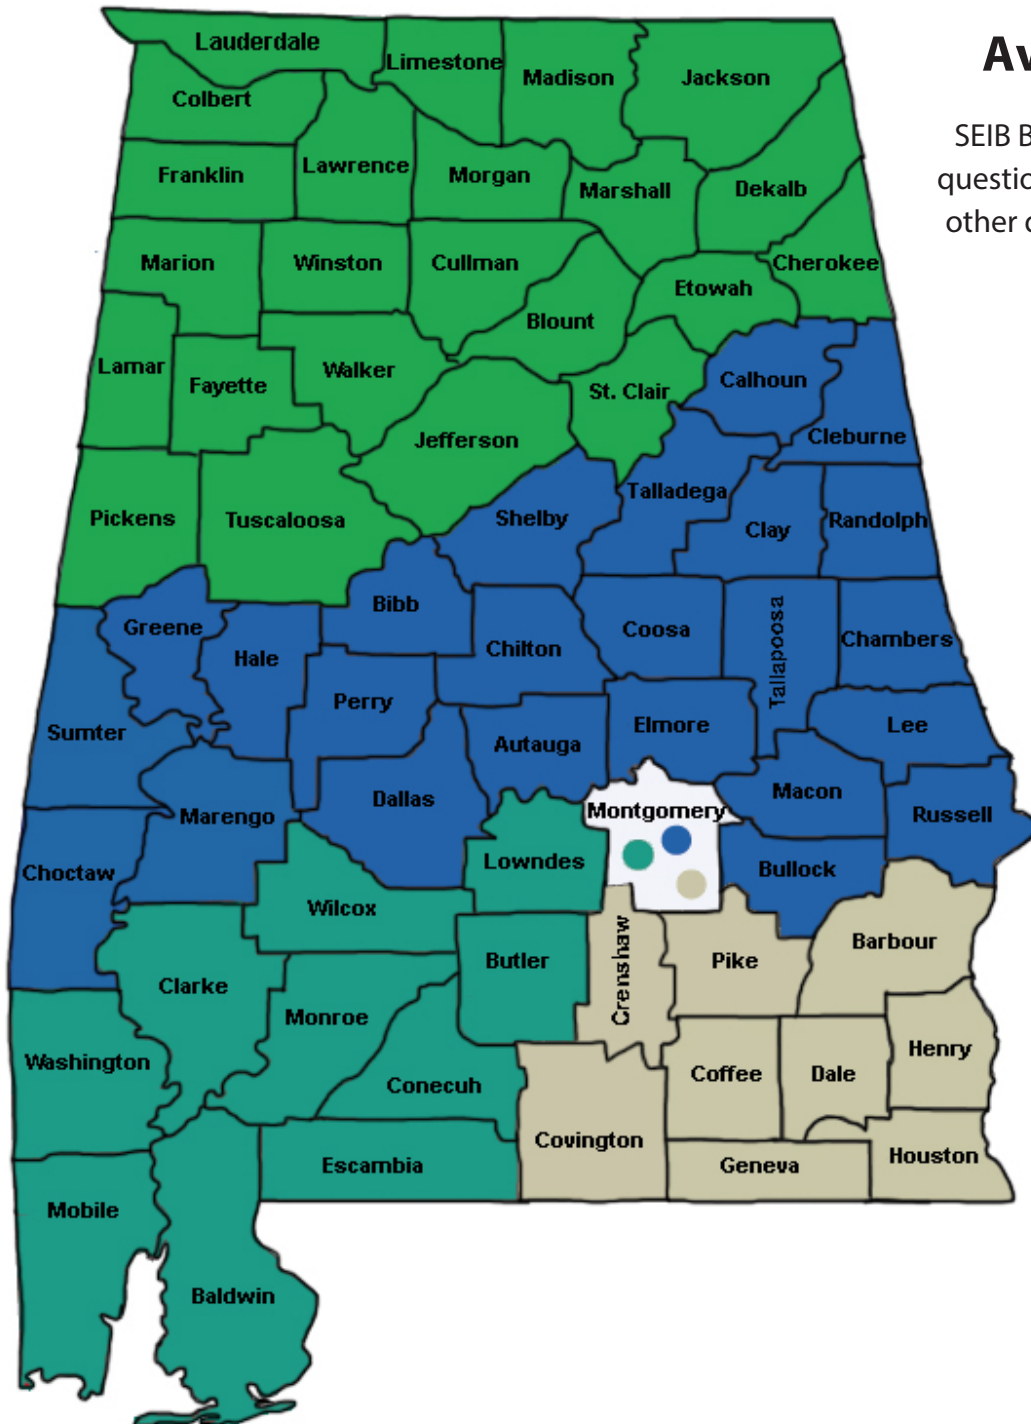 Av
SEIB B
questio
other
Lauderdale
Limestone
Madison
Jackson
Colbert
Franklin
Lawrence
Morgan
Marshall
Dekalb
Marion
Winston
Cullman
Cherokee
Etowah
Blount
Lamar
Fayette
Walker
St. Clair
Calhoun
Jefferson
Cleburne
Pickens
Tuscaloosa
Shelby
Talladega
Clay
Randolph
Greene
Bibb
Hale
Chilton
Coosa
Tallapoosa
Chambers
Perry
Sumter
Autauga
Elmore
Lee
Marengo
Dallas
Montgomery
Macon
Russell
Choctaw
Lowndes
Bullock
Wilcox
Clarke
Butler
Crenshaw
Pike
Barbour
Monroe
Washington
Conecuh
Coffee
Dale
Henry
Covington
Escambia
Geneva
Houston
Mobile
Baldwin